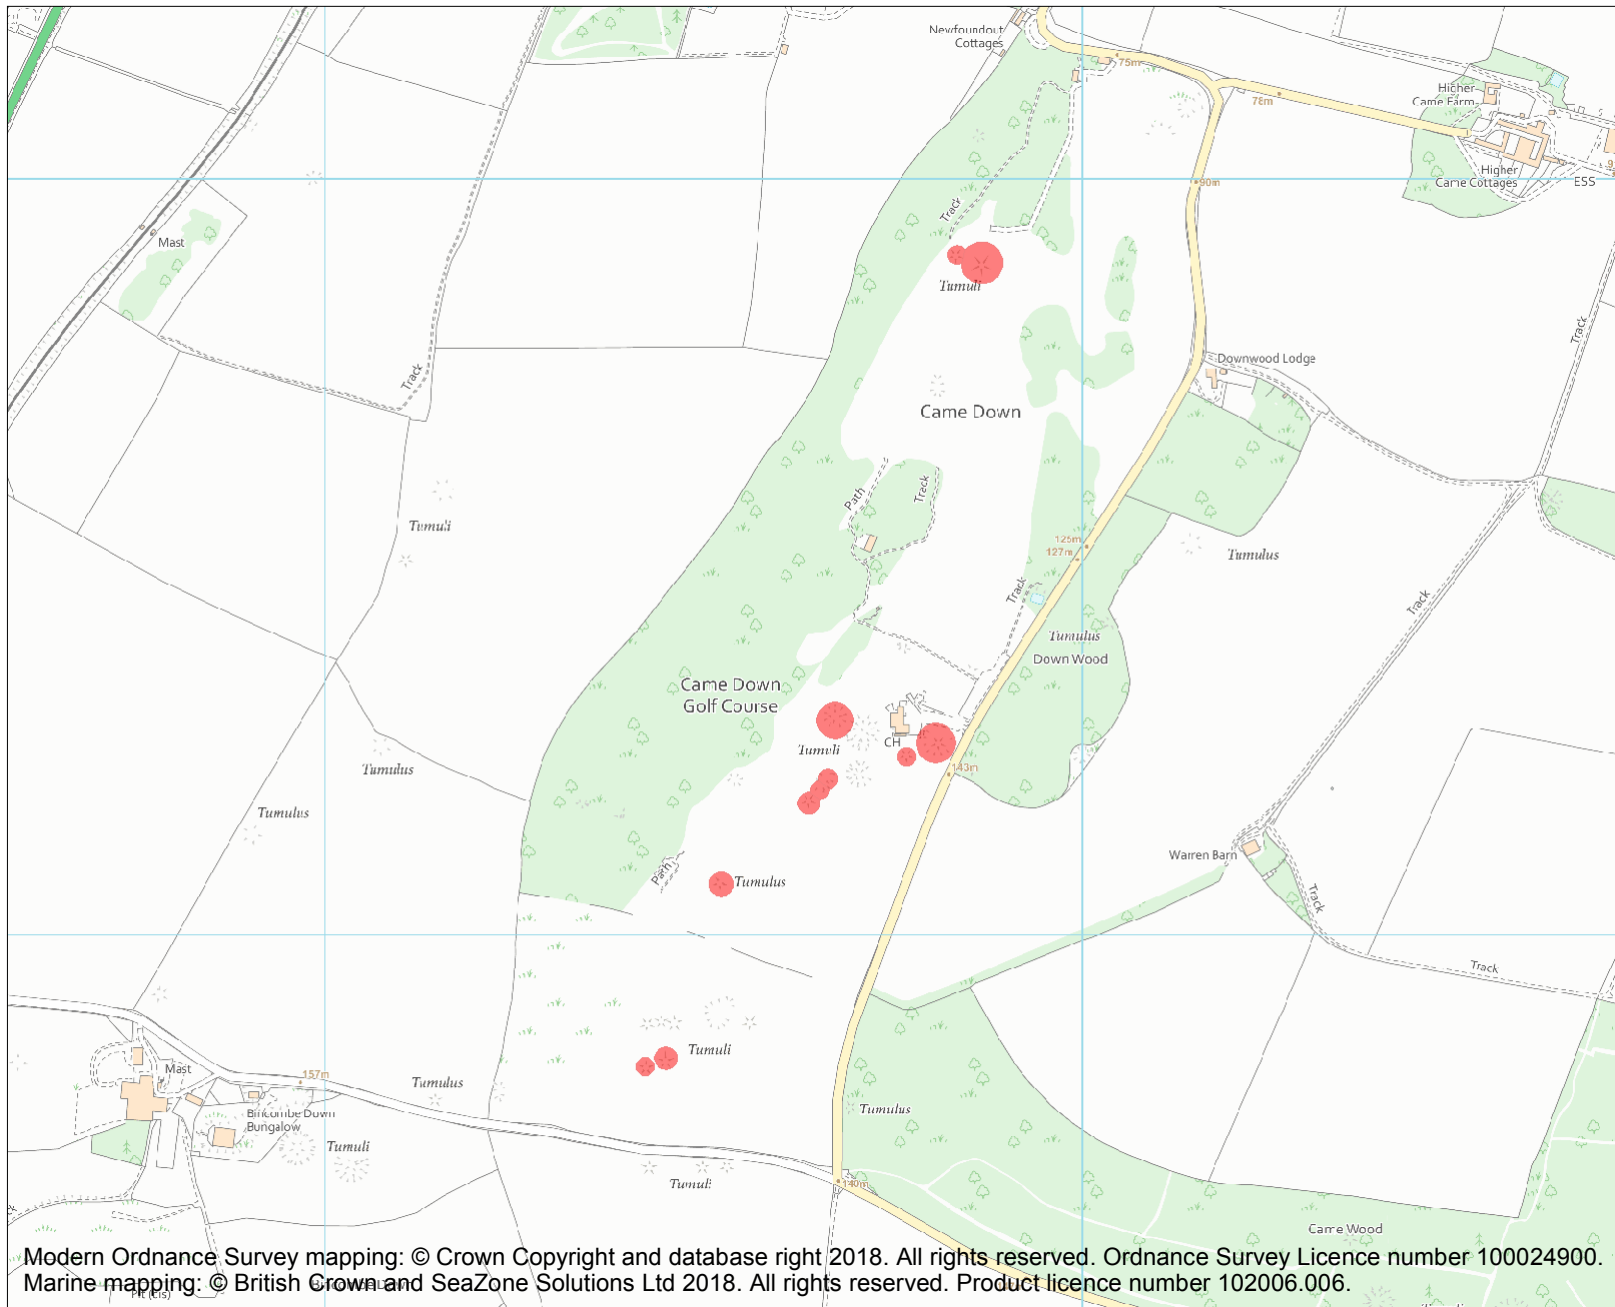 Newfoundout
Cottages
75m
78m
Higher
Came Farm
Higher
Came Cottages
ESS
90m
Track
Mast
Tumuli
Track
Downwood Lodge
Track
Came Down
Path
Track
Tumuli
125m
127m
Tumulus
Track
Track
Tumulus
Down Wood
Came Down
Golf Course
CH
Tumuli
143m
Tumulus
Tumulus
Warren Barn
Path
Tumulus
Track
Track
Tumuli
Mast
157m
Tumulus
Tumulus
Bincombe Down
Bungalow
Tumuli
Tumuli
140m
Came Wood
Modern Ordnance Survey mapping: © Crown Copyright and database right 2018. All rights reserved. Ordnance Survey Licence number 100024900.
Marine mapping: © British Crown and SeaZone Solutions Ltd 2018. All rights reserved. Product licence number 102006.006.
Pit (dis)